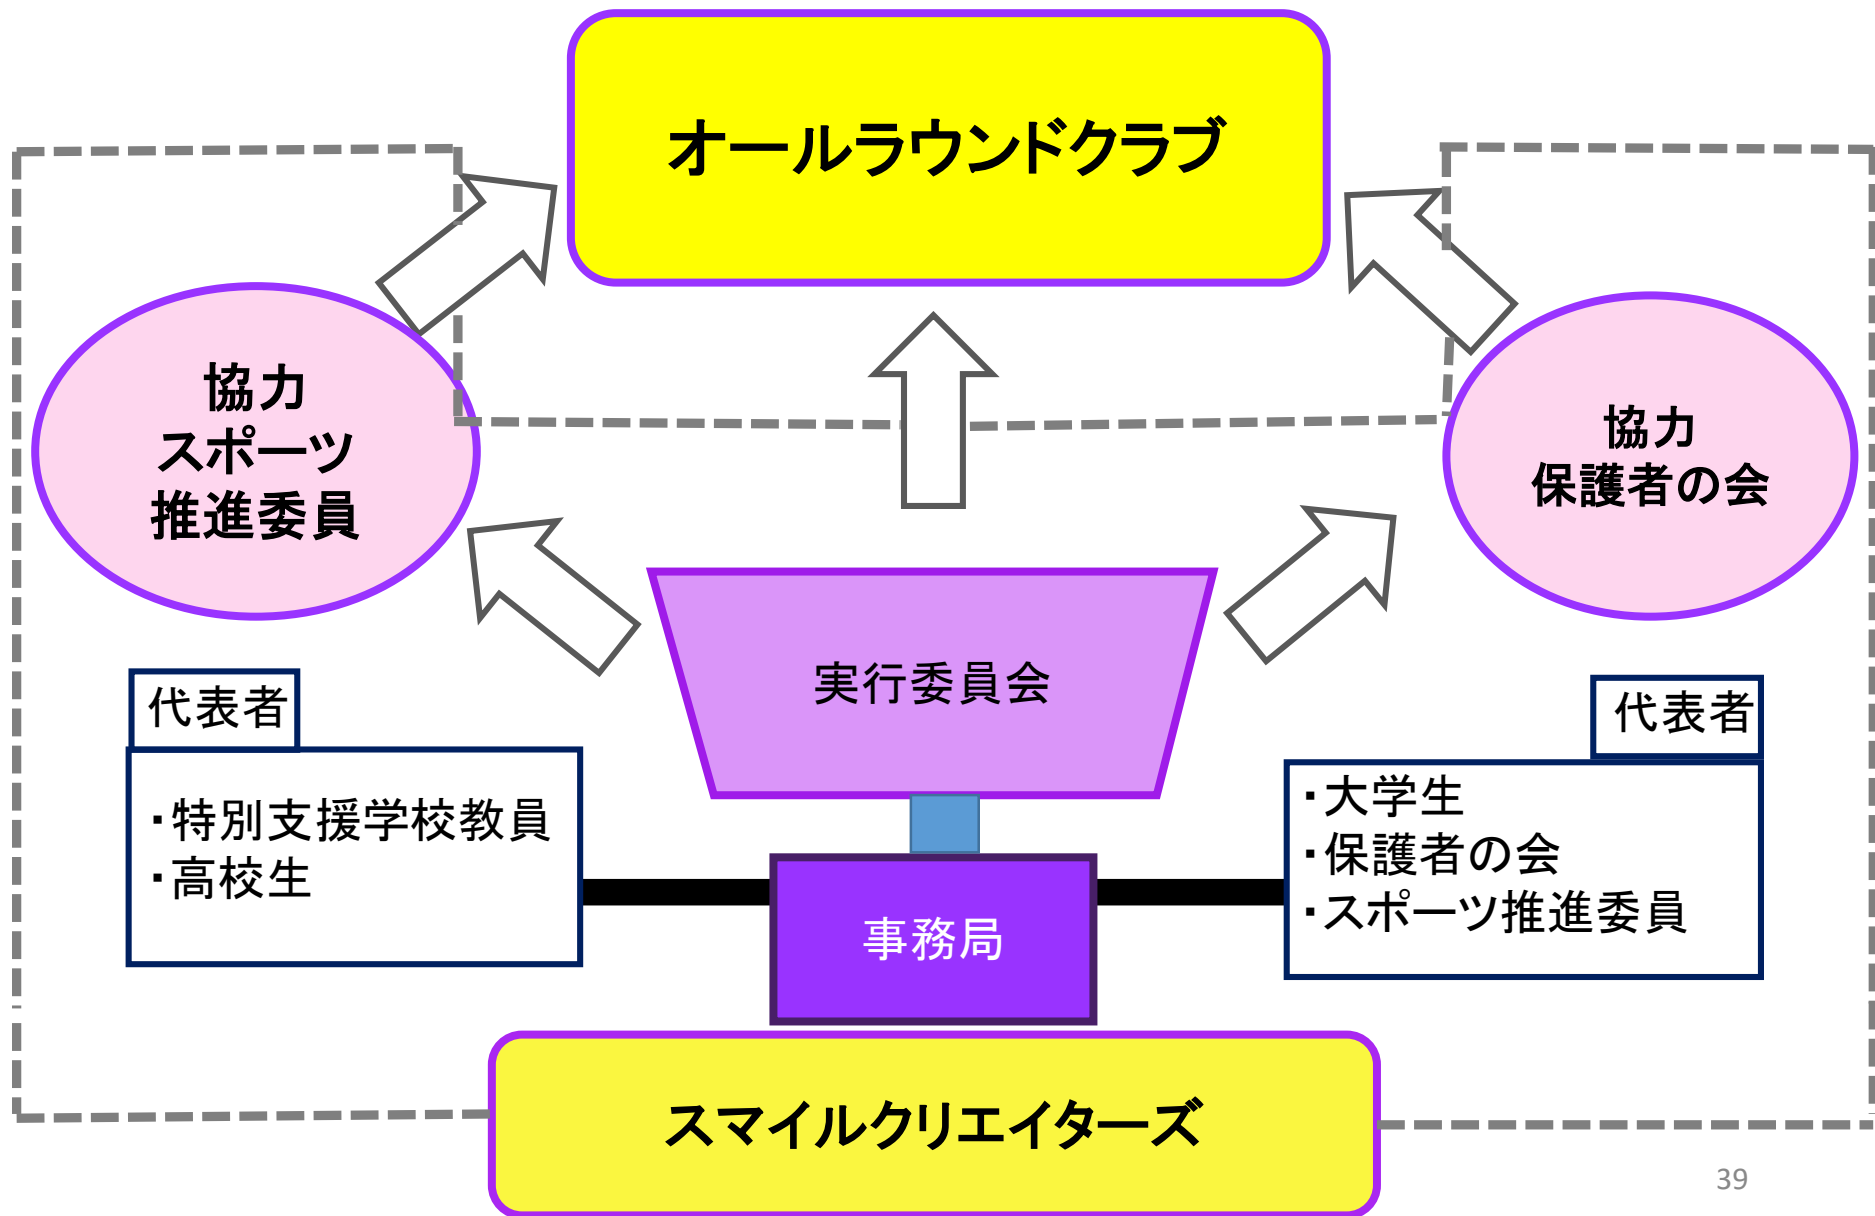 オールラウンドクラブ
協力
スポーツ
推進委員
協力
保護者の会
実行委員会
代表者
・特別支援学校教員
・高校生
代表者
・大学生
・保護者の会
・スポーツ推進委員
事務局
スマイルクリエイターズ
39